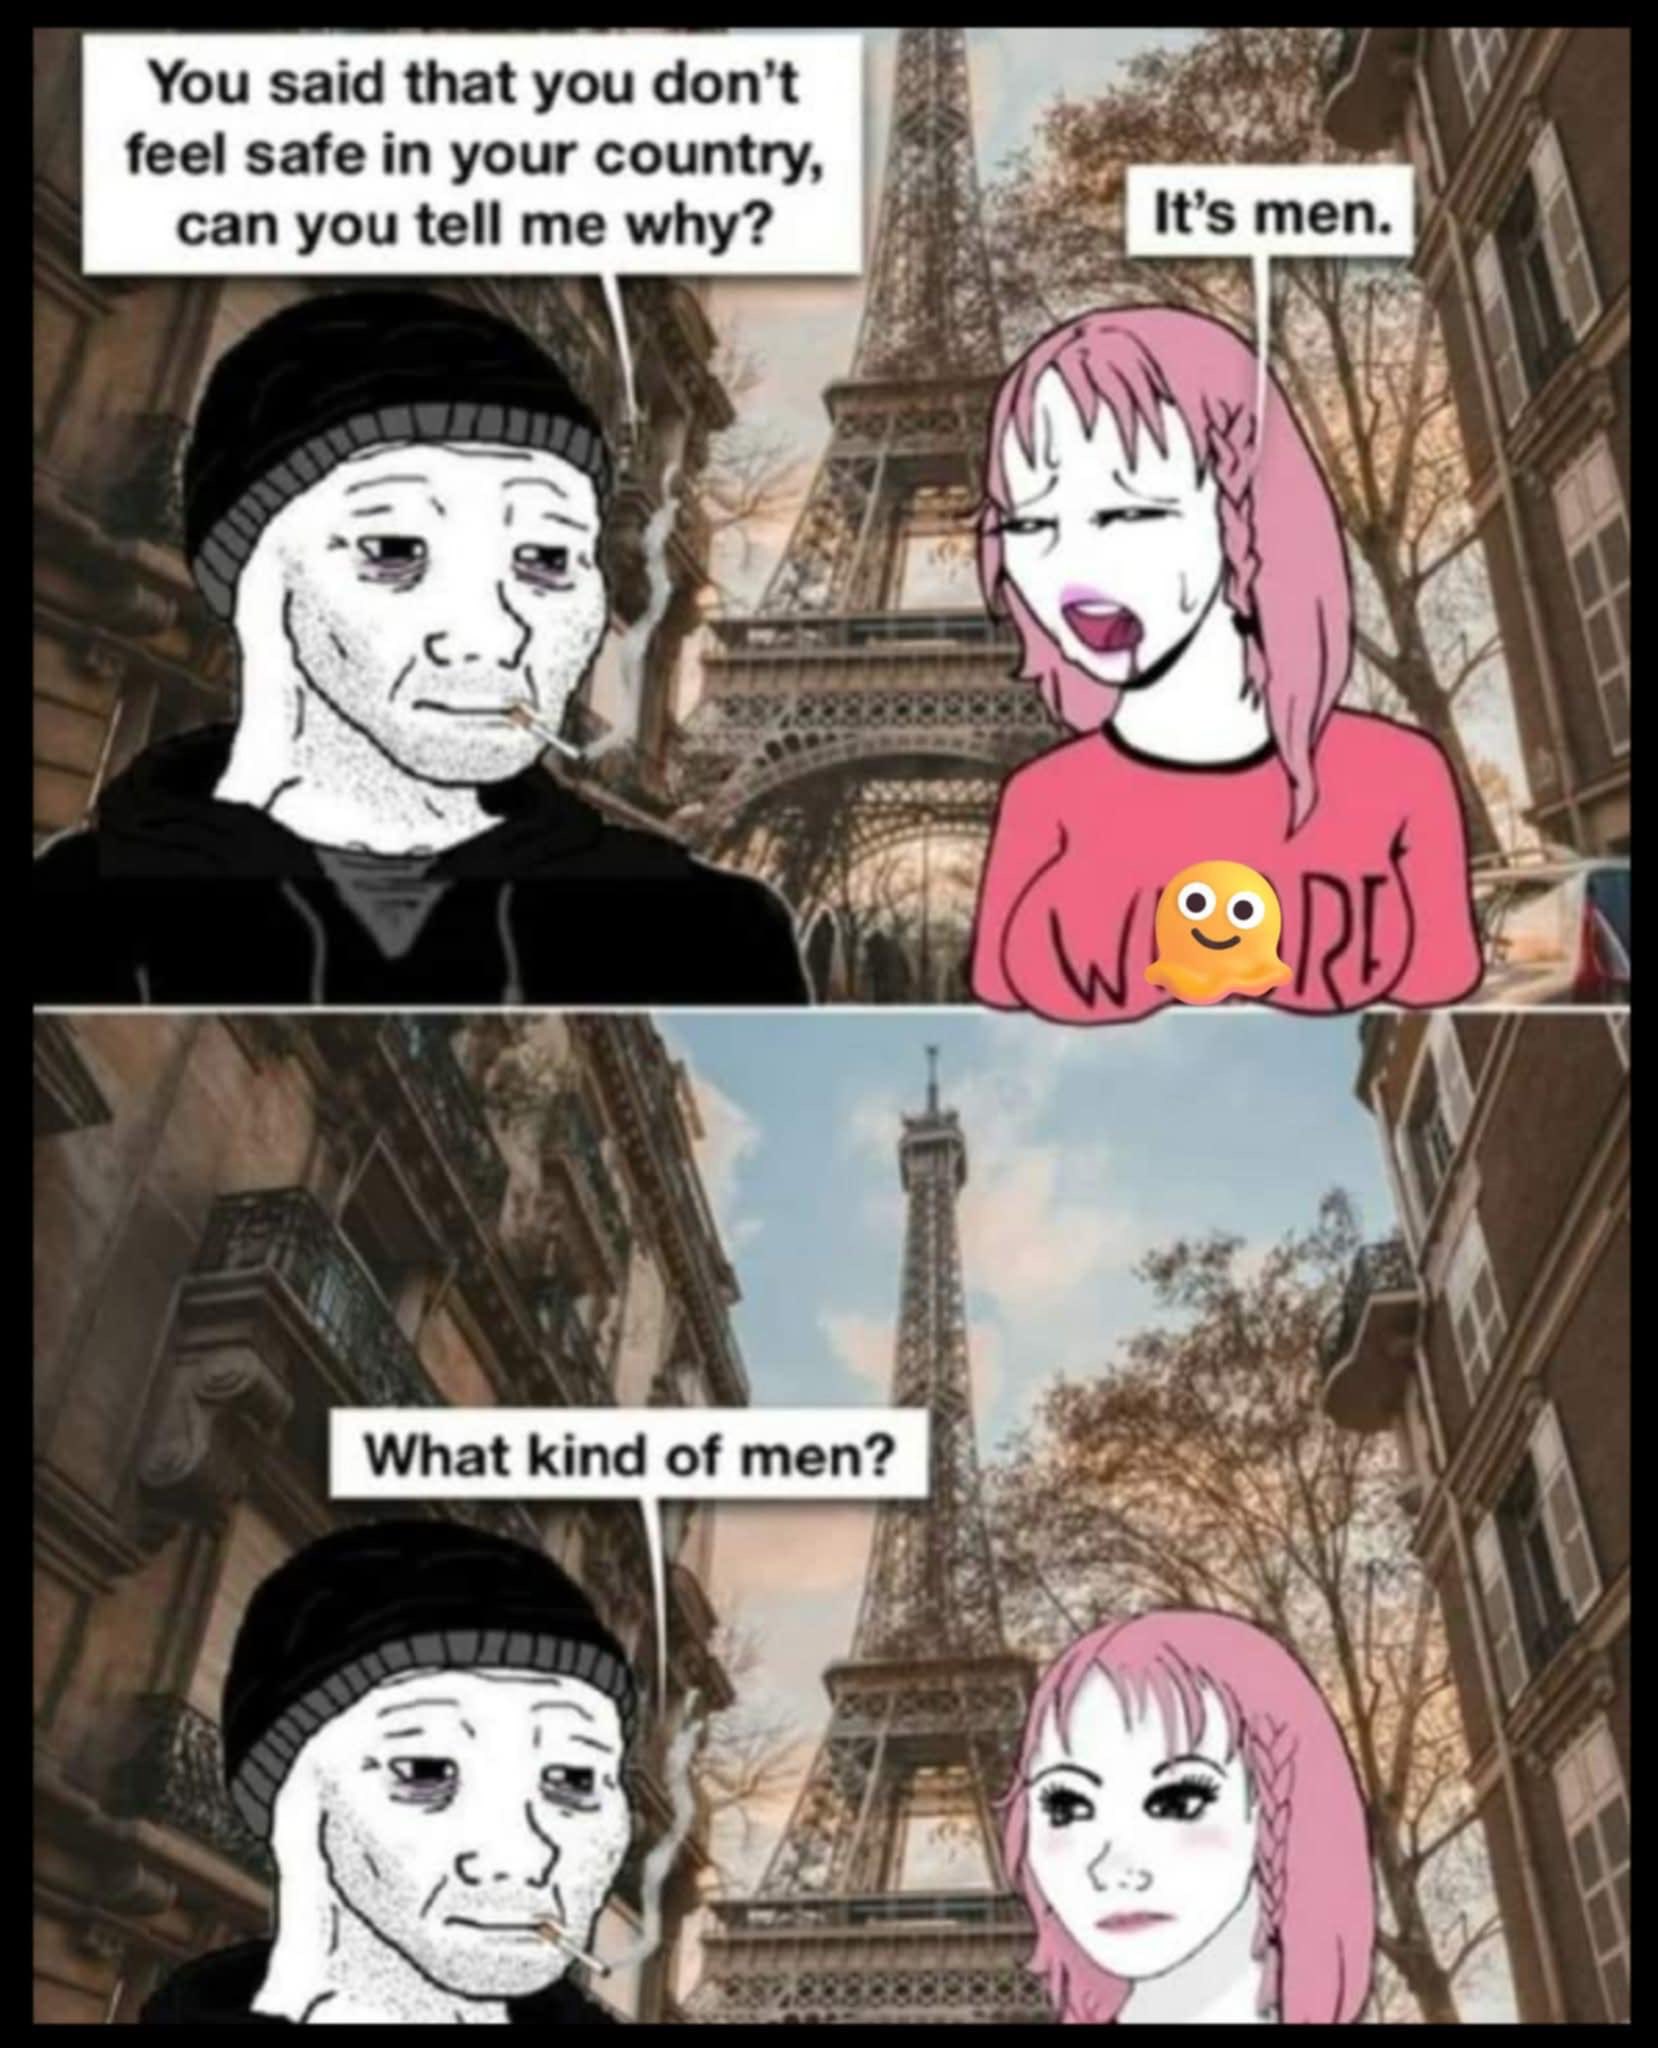 You said that you don't
feel safe in your country,
can you tell me why?
It's men.
What kind of men?